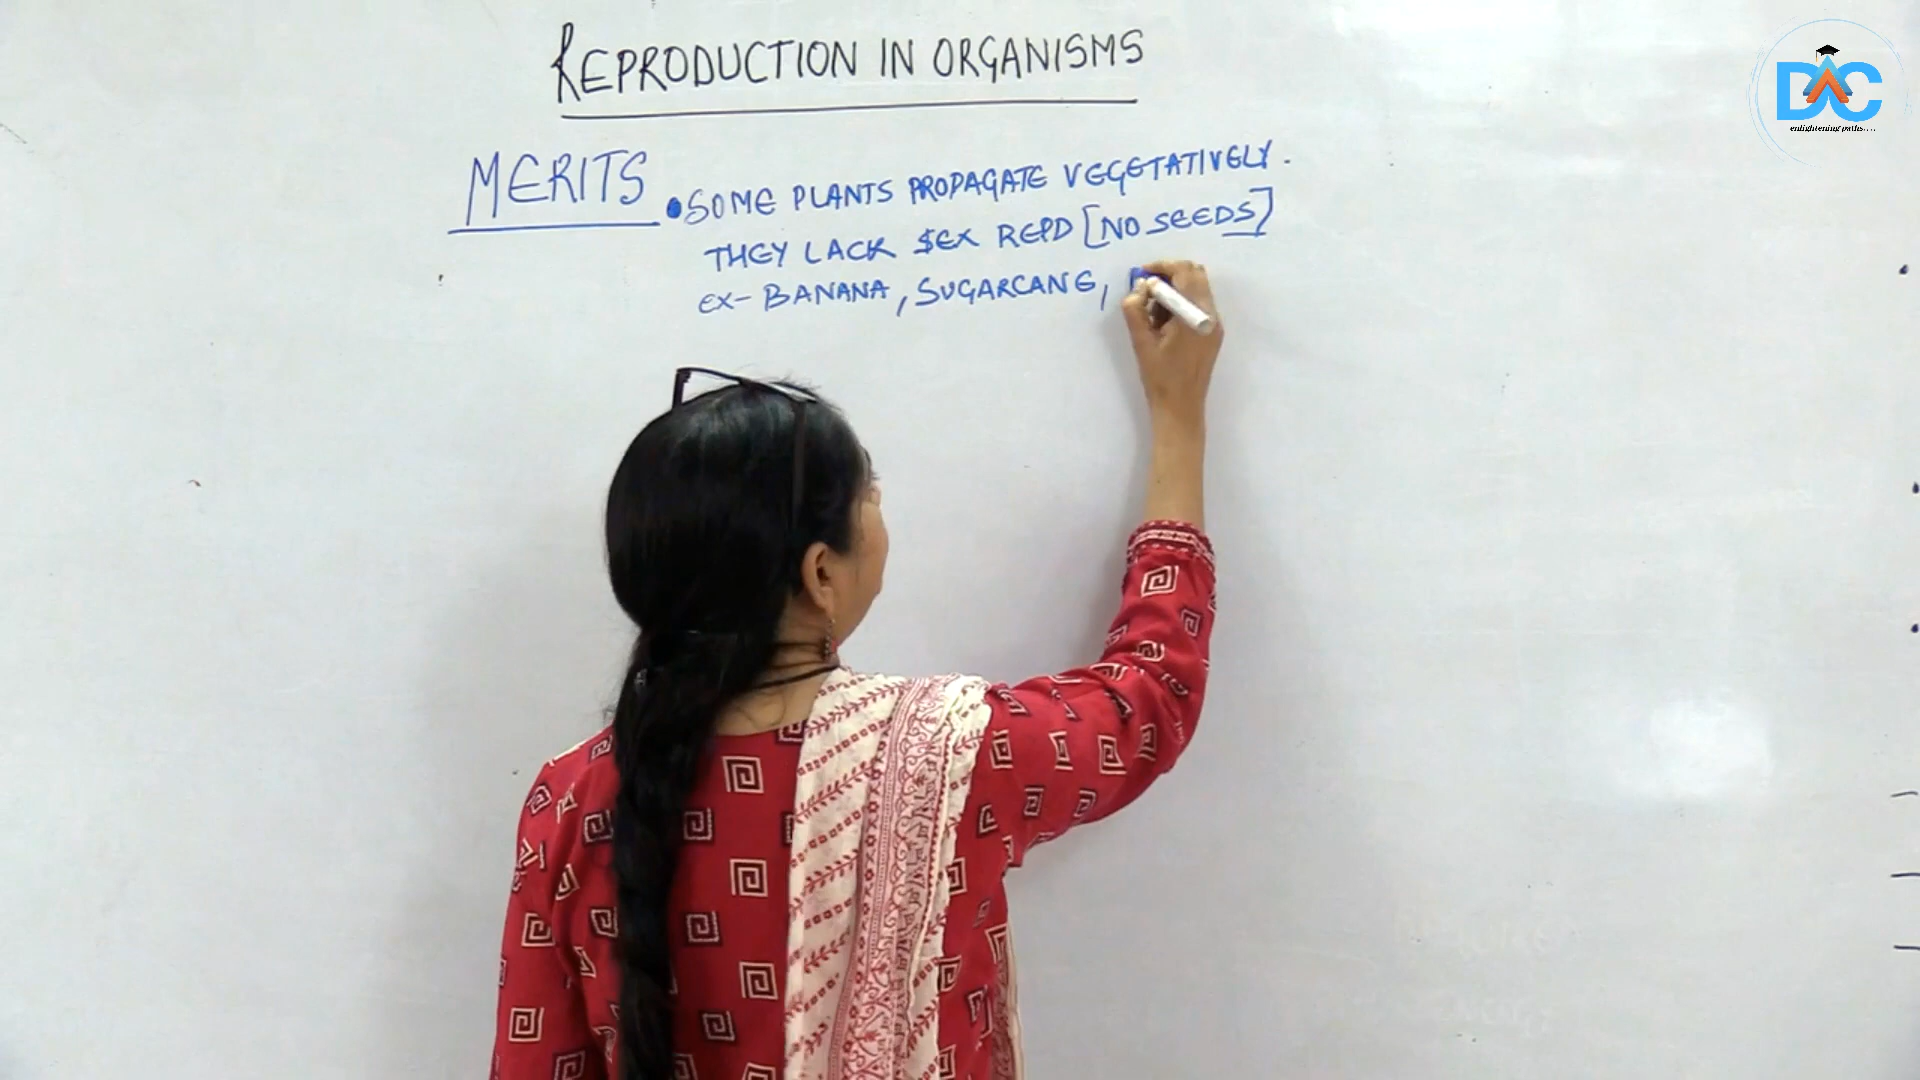 REPRODUCTION IN ORGANISMS
MERITS
• SOME PLANTS PROPAGATE VEGETATIVELY.
THEY LACK SEX REPD [NO SEEDS]
EX- BANANA, SUGARCANE,
DAC
enlightening paths....